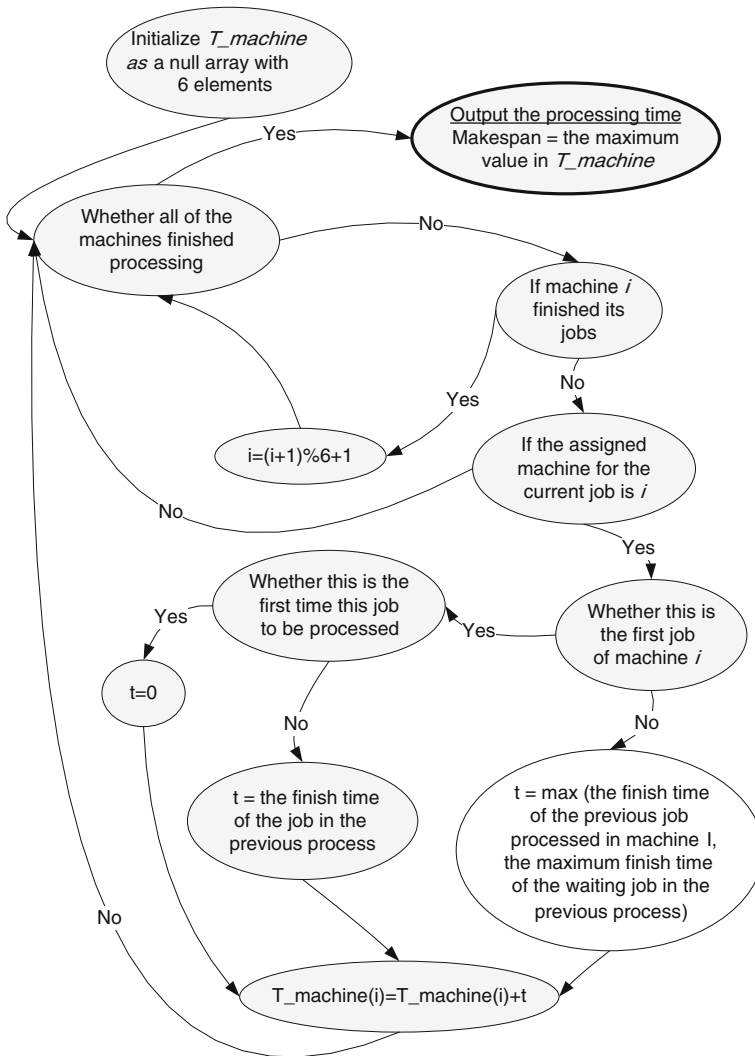 Initialize T_machine
as a null array with
6 elements
Yes
Output the processing time
Makespan = the maximum
value in T_machine
Whether all of the
machines finished
processing
No
If machine i
finished its
jobs
No
Yes
i=(i+1)%6+1
If the assigned
machine for the
current job is i
No
Yes
Whether this is the
first time this job
to be processed
Yes
Yes
Whether this is
the first job
of machine i
t=0
No
No
t = the finish time
of the job in the
previous process
t = max (the finish time
of the previous job
processed in machine I,
the maximum finish time
of the waiting job in the
previous process)
No
T_machine(i)=T_machine(i)+t